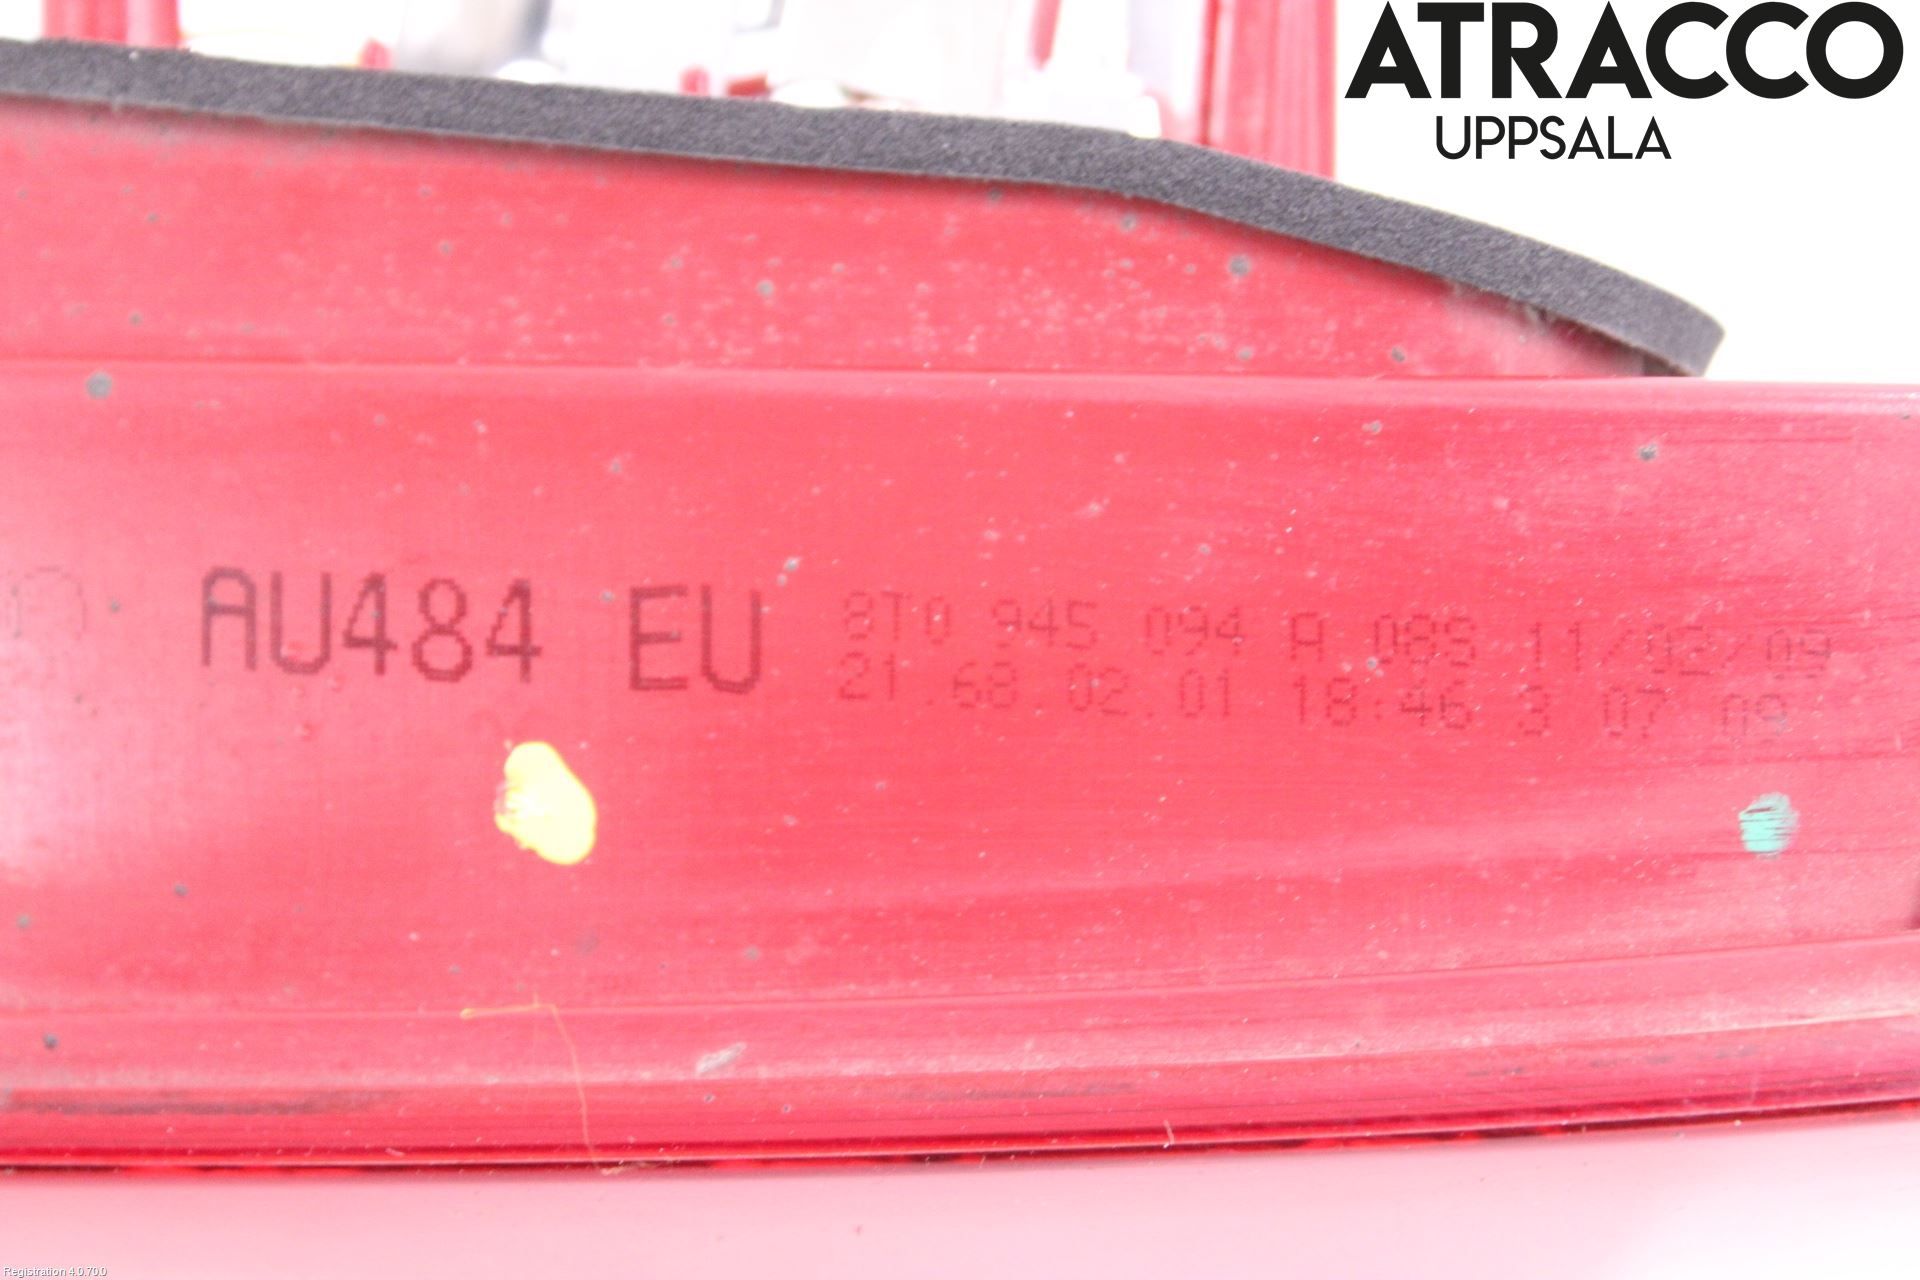 ATRACCO
UPPSALA
AU484 EU
8T0 945 094 A 08S 11/02/09
21.68.02.01 18:46 3 07 09
Registration 4.0.70.0